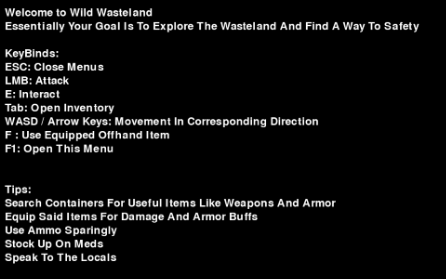 Welcome to Wild Wasteland
Essentially Your Goal Is To Explore The Wasteland And Find A Way To Safety
KeyBinds:
ESC: Close Menus
LMB: Attack
E: Interact
Tab: Open Inventory
WASD / Arrow Keys: Movement In Corresponding Direction
F : Use Equipped Offhand Item
F1: Open This Menu
Tips:
Search Containers For Useful Items Like Weapons And Armor
Equip Said Items For Damage And Armor Buffs
Use Ammo Sparingly
Stock Up On Meds
Speak To The Locals